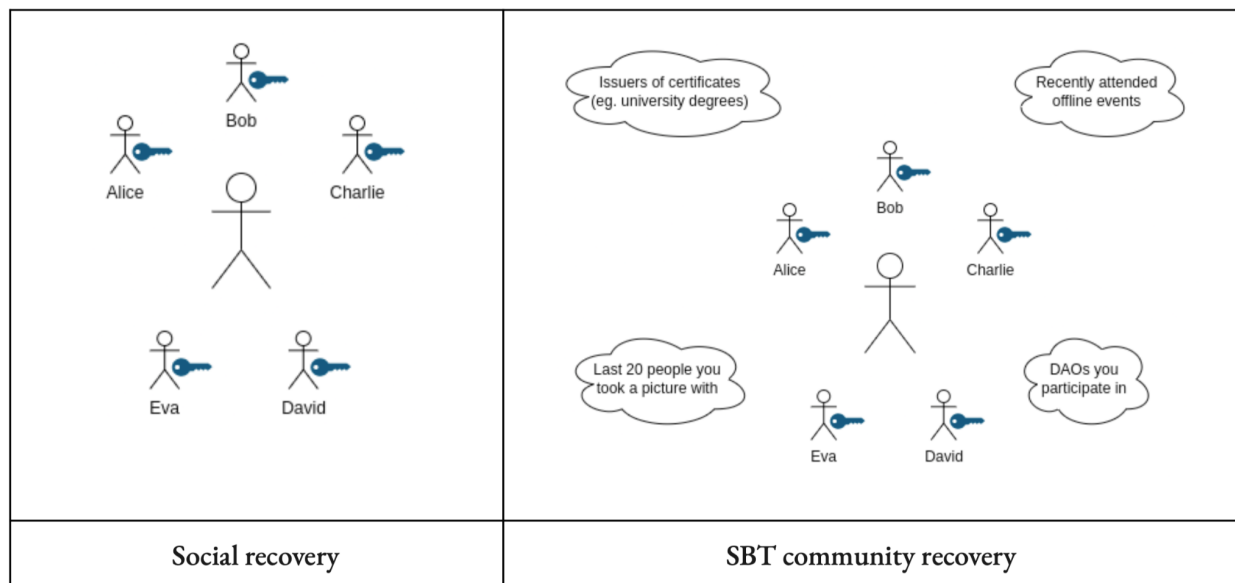 Bob
Alice
Charlie
Eva
David
Social recovery
Issuers of certificates
(eg. university degrees)
Recently attended
offline events
Bob
Alice
Charlie
Last 20 people you
took a picture with
DAOs you
participate in
Eva
David
SBT community recovery